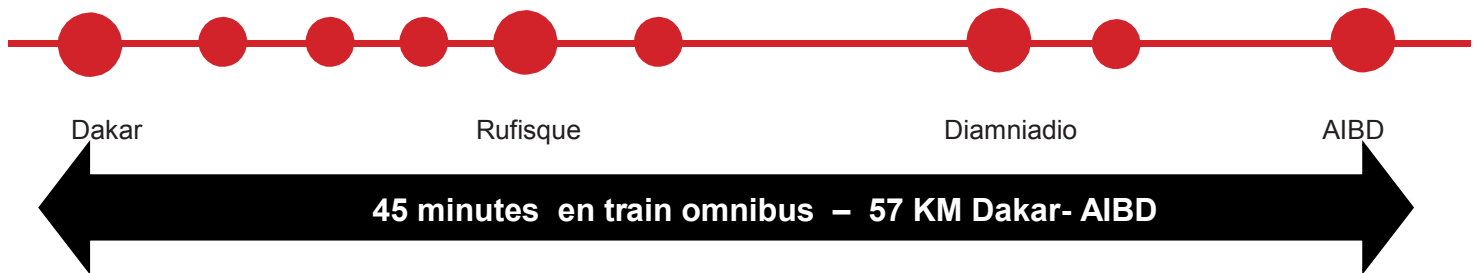 Dakar Rufisque Diamniadio AIBD
45 minutes en train omnibus – 57 KM Dakar- AIBD